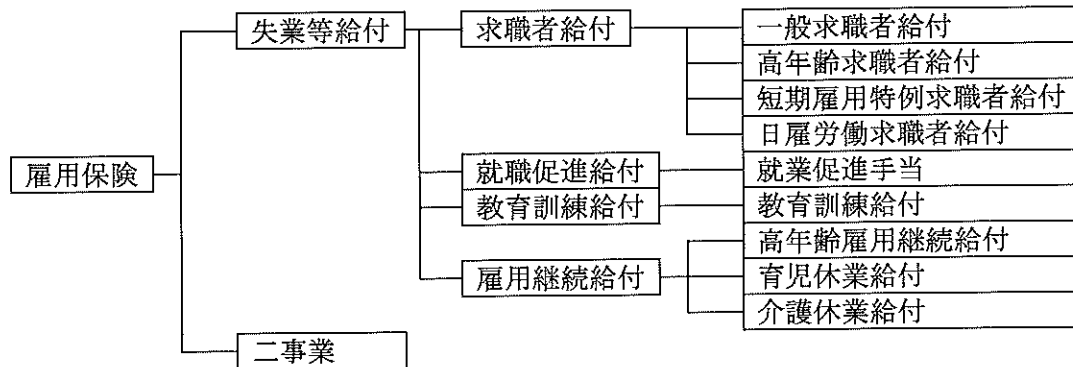 失業等給付 求職者給付 一般求職者給付
高年齢求職者給付
短期雇用特例求職者給付
日雇労働求職者給付
雇用保険 就職促進給付 就業促進手当
教育訓練給付 教育訓練給付
高年齢雇用継続給付
雇用継続給付 育児休業給付
介護休業給付
二事業